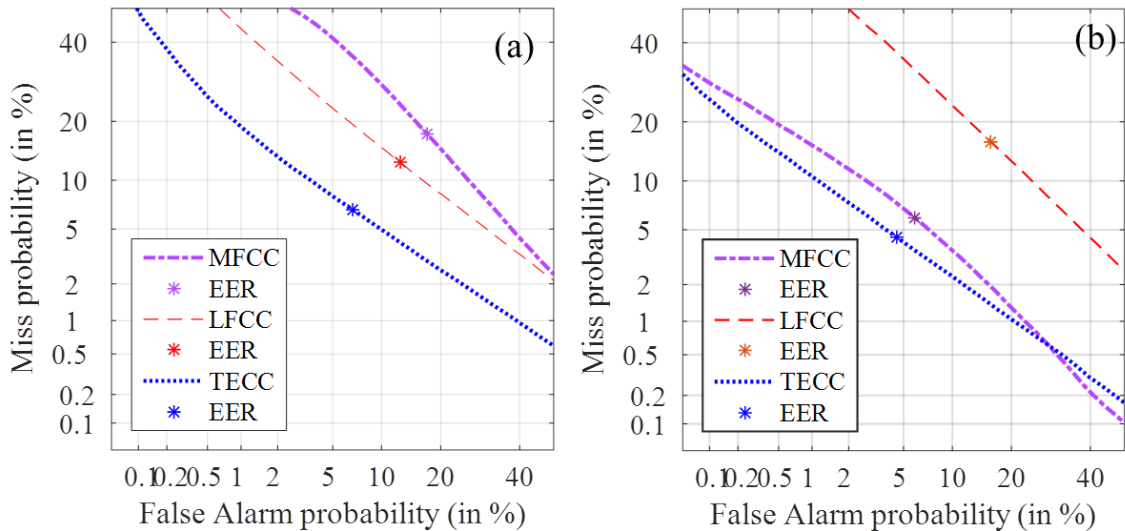 (a)
Miss probability (in %)
40
20
10
5
2
1
0.5
0.2
0.1
MFCC
EER
LFCC
EER
TECC
EER
0.1 0.2 0.5 1 2 5 10 20 40
False Alarm probability (in %)
(b)
Miss probability (in %)
40
20
10
5
2
1
0.5
0.2
0.1
MFCC
EER
LFCC
EER
TECC
EER
0.1 0.2 0.5 1 2 5 10 20 40
False Alarm probability (in %)